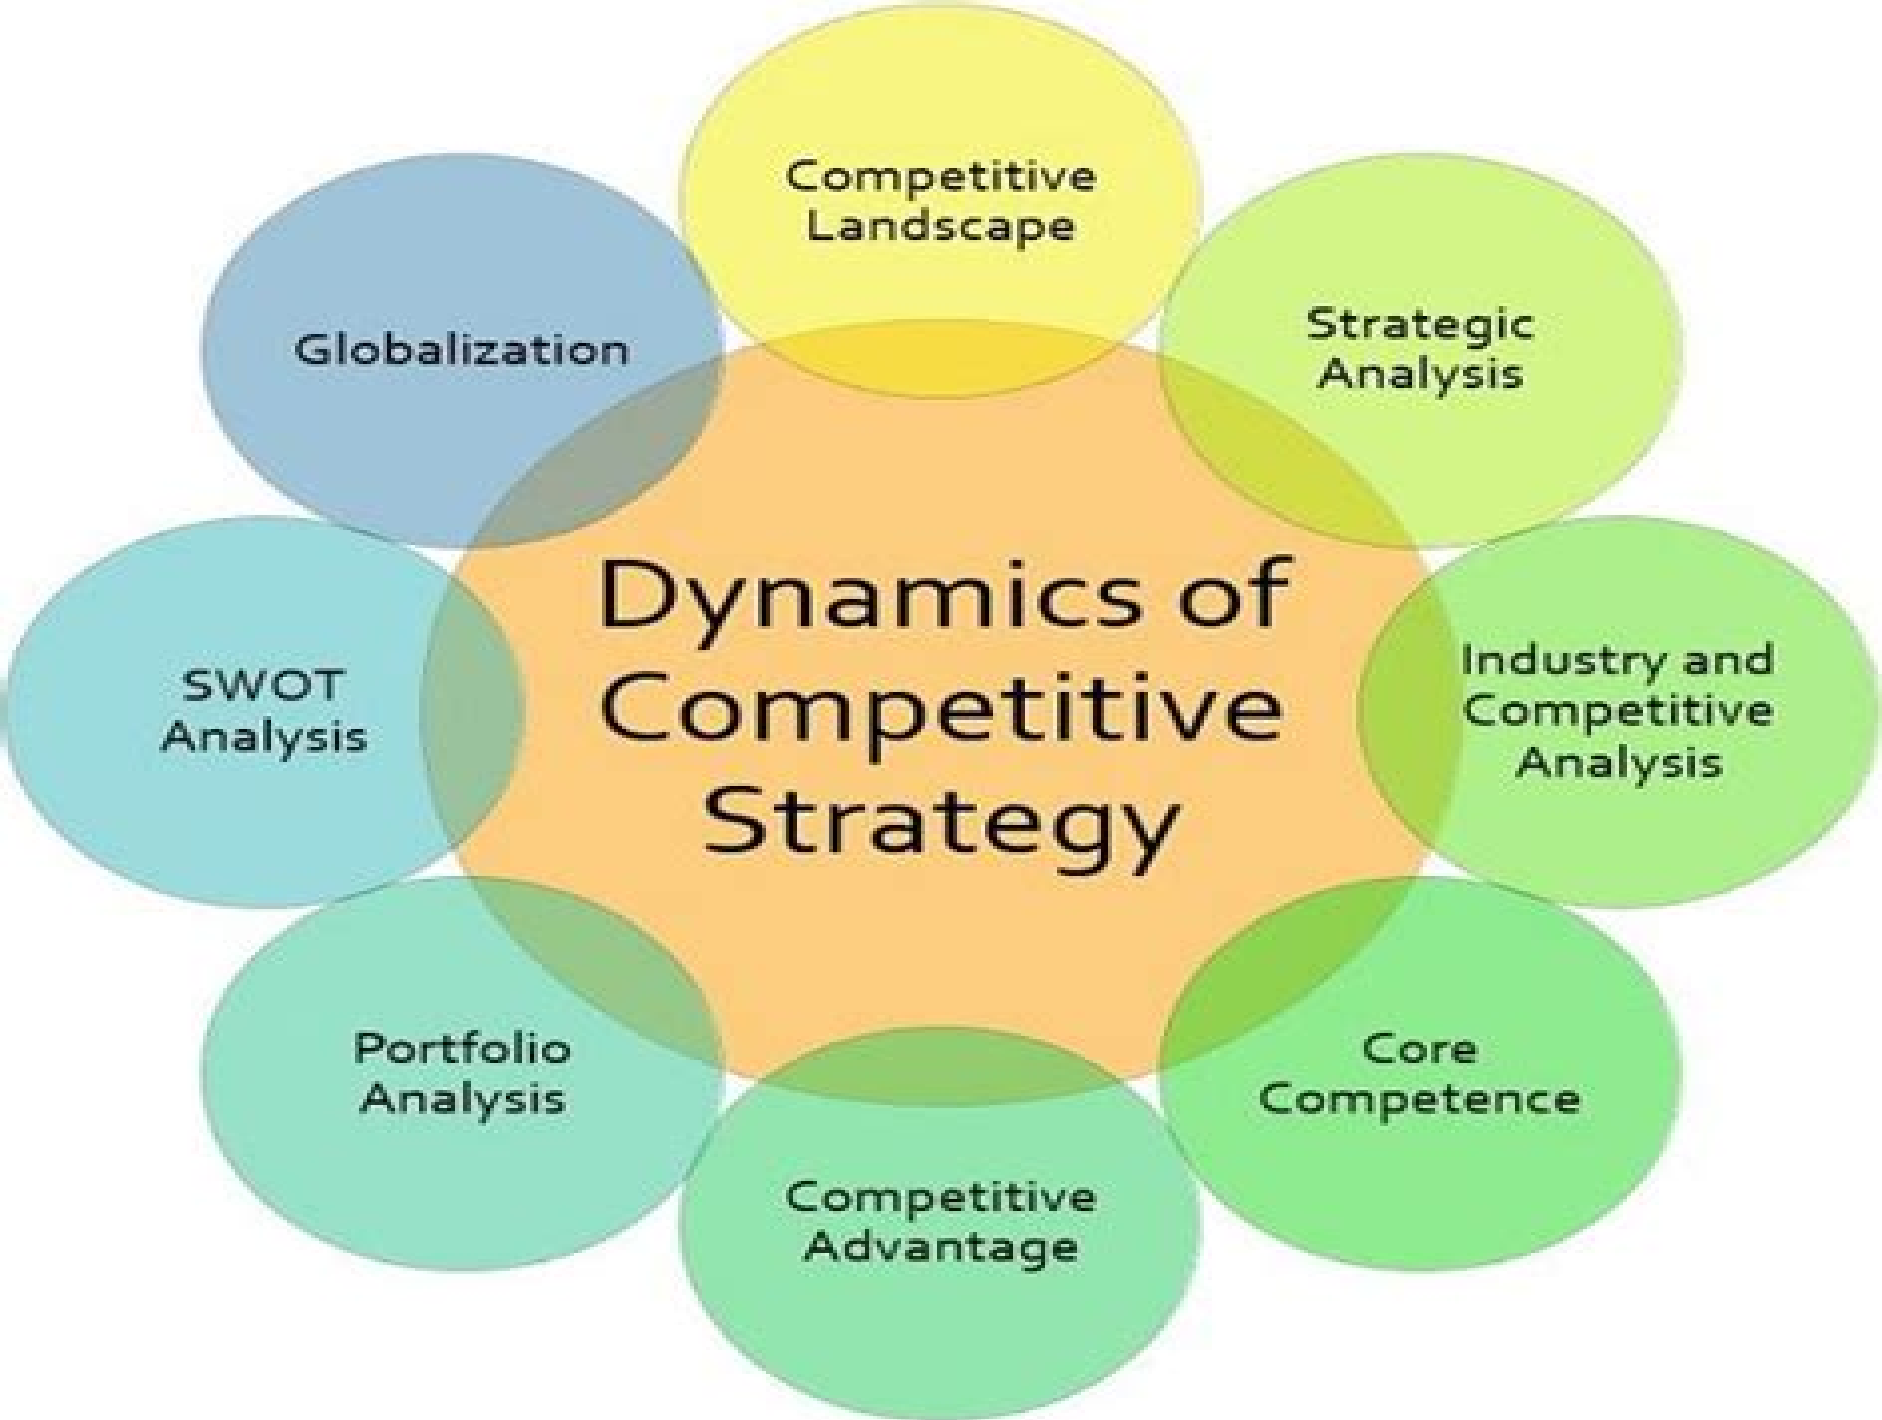 Competitive
Landscape
Strategic
Analysis
Industry and
Competitive
Analysis
Core
Competence
Competitive
Advantage
Portfolio
Analysis
SWOT
Analysis
Globalization
Dynamics of
Competitive
Strategy